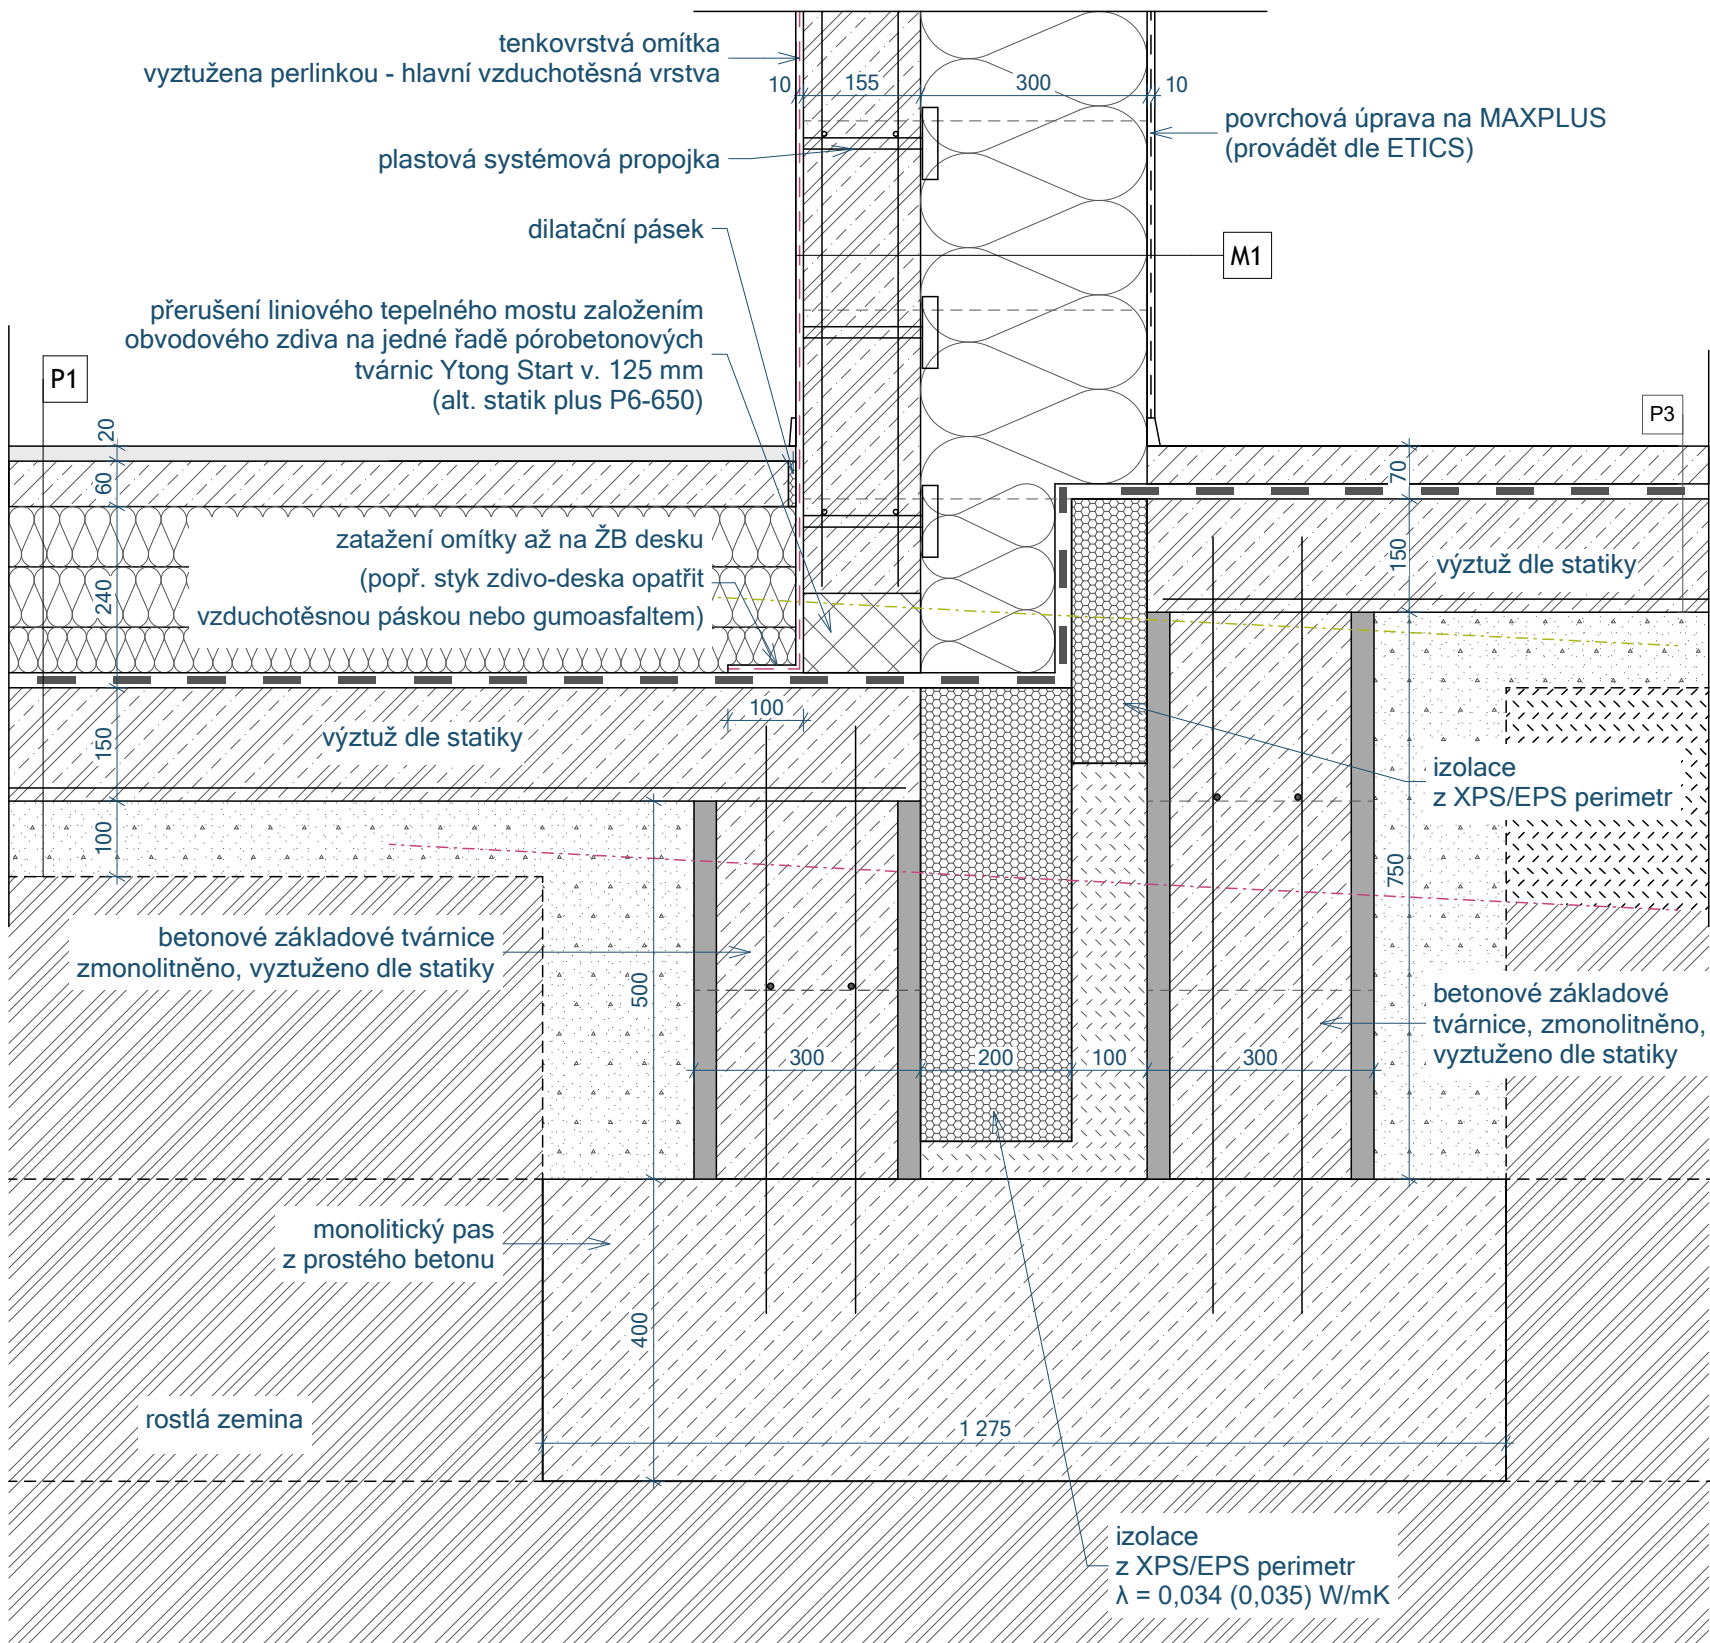 tenkovrstvá omítka
vyztužena perlinkou - hlavní vzduchotěsná vrstva
10
155
300
10
povrchová úprava na MAXPLUS
(provádět dle ETICS)
plastová systémová propojka
dilatační pásek
M1
přerušení liniového tepelného mostu založením
obvodového zdiva na jedné řadě pórobetonových
tvárnic Ytong Start v. 125 mm
(alt. statik plus P6-650)
P1
P3
20
60
240
150
100
70
150
750
zatažení omítky až na ŽB desku
(popř. styk zdivo-deska opatřit
vzduchotěsnou páskou nebo gumoasfaltem)
výztuž dle statiky
100
výztuž dle statiky
izolace
z XPS/EPS perimetr
betonové základové tvárnice
zmonolitněno, vyztuženo dle statiky
500
betonové základové
tvárnice, zmonolitněno,
vyztuženo dle statiky
300
200
100
300
monolitický pas
z prostého betonu
400
rostlá zemina
1 275
izolace
z XPS/EPS perimetr
λ = 0,034 (0,035) W/mK